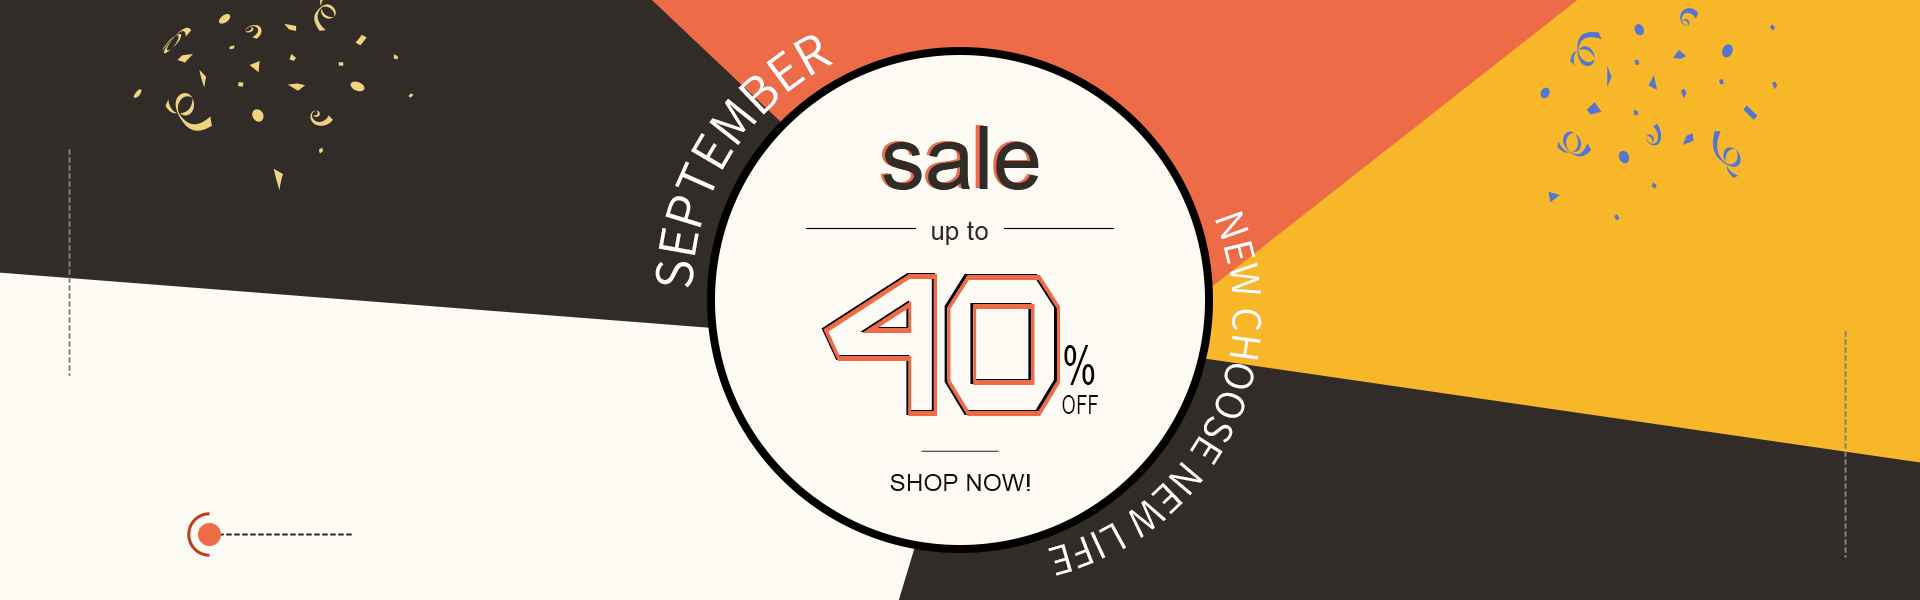 SEPTEMBER
sale
up to
40%
OFF
SHOP NOW!
NEW CHOOSE NEW LIFE